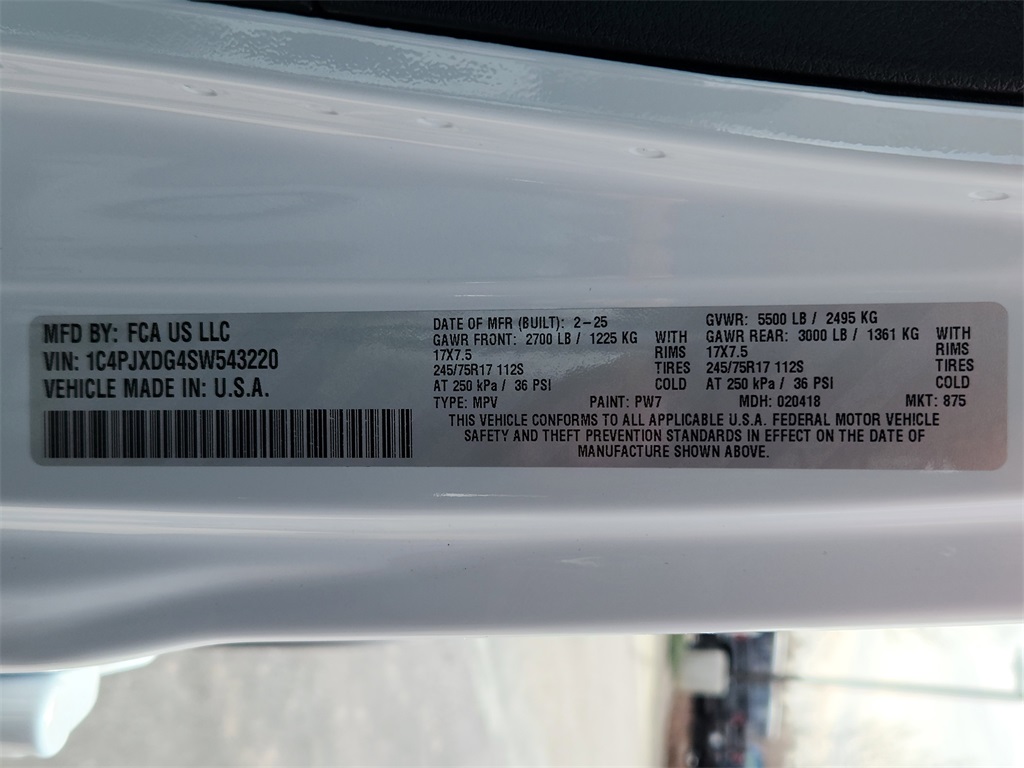 MFD BY: FCA US LLC
VIN: 1C4PJXDG4SW543220
VEHICLE MADE IN: U.S.A.
DATE OF MFR (BUILT): 2-25
GAWR FRONT: 2700 LB / 1225 KG WITH
17X7.5 RIMS
245/75R17 112S TIRES
AT 250 kPa / 36 PSI COLD
GVWR: 5500 LB / 2495 KG
GAWR REAR: 3000 LB / 1361 KG WITH
17X7.5 RIMS
245/75R17 112S TIRES
AT 250 kPa / 36 PSI COLD
TYPE: MPV PAINT: PW7 MDH: 020418 MKT: 875
THIS VEHICLE CONFORMS TO ALL APPLICABLE U.S.A. FEDERAL MOTOR VEHICLE
SAFETY AND THEFT PREVENTION STANDARDS IN EFFECT ON THE DATE OF
MANUFACTURE SHOWN ABOVE.